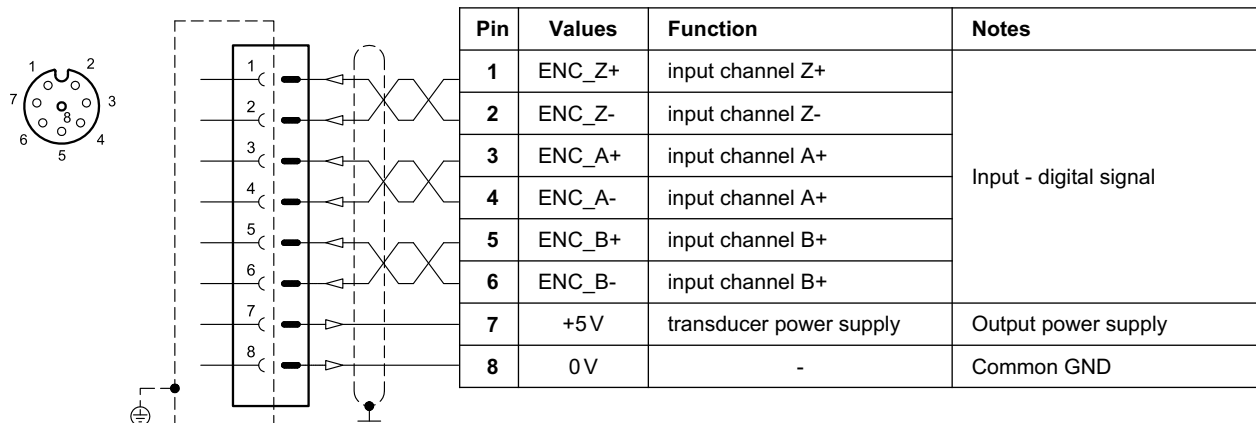 1 2
7 8 3
6 4
5
1
2
3
4
5
6
7
8
Pin Values Function Notes
1 ENC_Z+ input channel Z+
2 ENC_Z- input channel Z-
3 ENC_A+ input channel A+
Input - digital signal
4 ENC_A- input channel A+
5 ENC_B+ input channel B+
6 ENC_B- input channel B+
7 +5 V transducer power supply Output power supply
8 0 V - Common GND